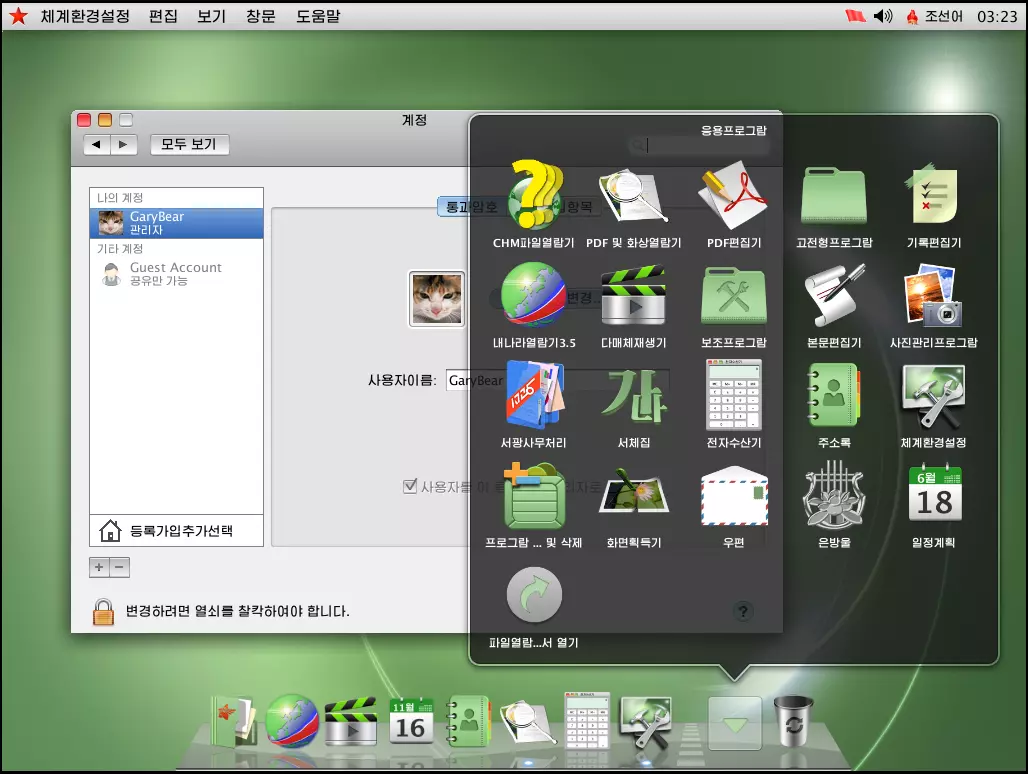 체계환경설정 편집 보기 창문 도움말
조선어 03:23
계정
모두 보기
나의 계정
GaryBear
관리자
기타 계정
Guest Account
공유만 가능
등록가입추가선택
+ −
변경하려면 열쇠를 찰칵하여야 합니다.
통과암호
항목
변경...
사용자이름: GaryBear
사용자를 이
응용프로그람
CHM파일열람기 PDF 및 화상열람기 PDF편집기 고전형프로그람 기록편집기
내나라열람기3.5 다매체재생기 보조프로그람 본문편집기 사진관리프로그람
1026
가나
서광사무처리 서체집 전자수산기 주소록 체계환경설정
6월
18
프로그람 ... 및 삭제 화면획득기 우편 은방울 일정계획
파일열람...서 열기
?
11월
16